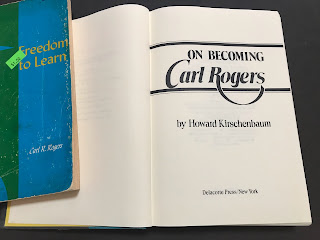 Freedom
to Learn
Carl R. Rogers
ON BECOMING
Carl Rogers
by Howard Kirschenbaum
Delacorte Press/New York